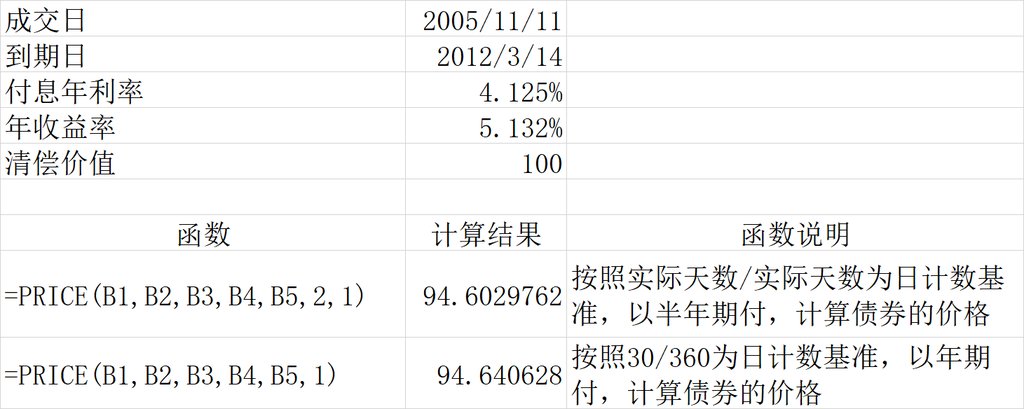 成交日 2005/11/11
到期日 2012/3/14
付息年利率 4.125%
年收益率 5.132%
清偿价值 100
函数 计算结果 函数说明
=PRICE(B1,B2,B3,B4,B5,2,1) 94.6029762 按照实际天数/实际天数为日计数基
准，以半年期付，计算债券的价格
=PRICE(B1,B2,B3,B4,B5,1) 94.640628 按照30/360为日计数基准，以年期
付，计算债券的价格